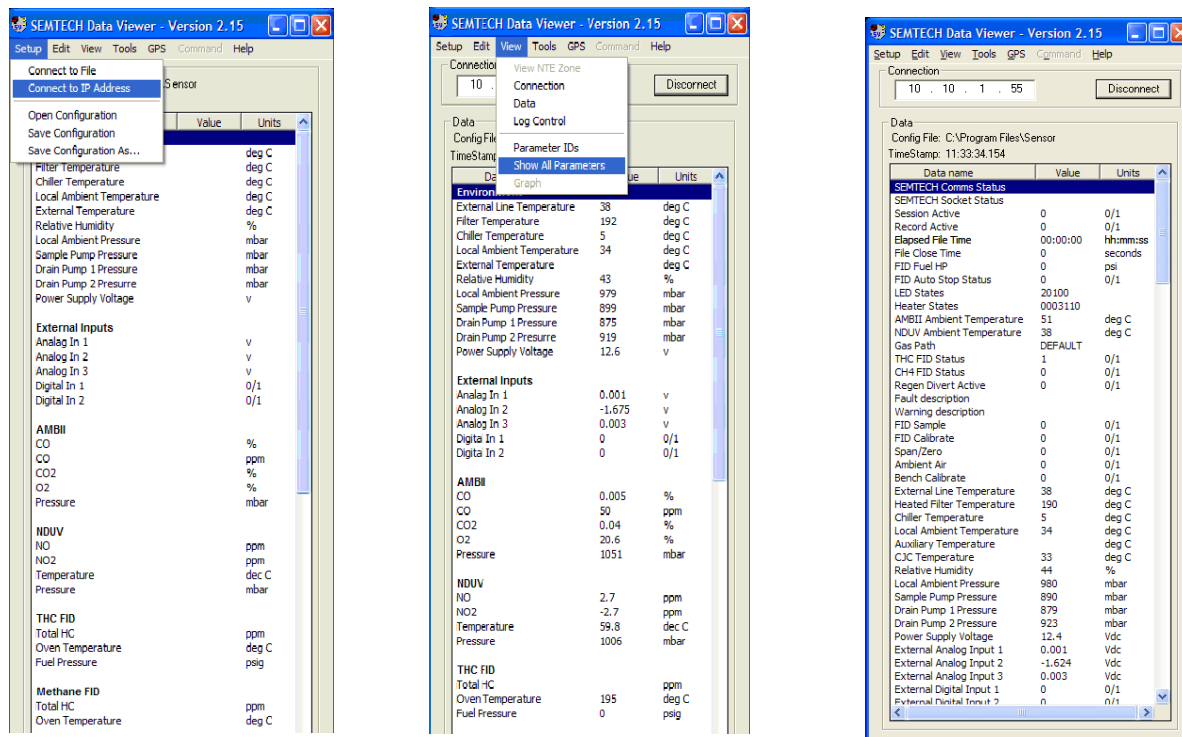 SEMTECH Data Viewer - Version 2.15
Setup Edit View Tools GPS Command Help
Connect to File
Connect to IP Address
Open Configuration
Save Configuration
Save Configuration As...
Sensor
Value Units
deg C
Filter Temperature deg C
Chiller Temperature deg C
Local Ambient Temperature deg C
External Temperature deg C
Relative Humidity %
Local Ambient Pressure mbar
Sample Pump Pressure mbar
Drain Pump 1 Pressure mbar
Drain Pump 2 Presurre mbar
Power Supply Voltage v
External Inputs
Analag In 1 v
Analog In 2 v
Analog In 3 v
Digital In 1 0/1
Digital In 2 0/1
AMBII
CO %
CO ppm
CO2 %
O2 %
Pressure mbar
NDUV
NO ppm
NO2 ppm
Temperature dec C
Pressure mbar
THC FID
Total HC ppm
Oven Temperature deg C
Fuel Pressure psig
Methane FID
Total HC ppm
Oven Temperature deg C
SEMTECH Data Viewer - Version 2.15
Setup Edit View Tools GPS Command Help
Connection
10 . Disconnect
View NTE Zone
Connection
Data
Log Control
Parameter IDs
Show All Parameters
Graph
Data
Config File
TimeStamp
Units
External Line Temperature 38 deg C
Filter Temperature 192 deg C
Chiller Temperature 5 deg C
Local Ambient Temperature 34 deg C
External Temperature deg C
Relative Humidity 43 %
Local Ambient Pressure 979 mbar
Sample Pump Pressure 899 mbar
Drain Pump 1 Pressure 875 mbar
Drain Pump 2 Presurre 919 mbar
Power Supply Voltage 12.6 v
External Inputs
Analag In 1 0.001 v
Analog In 2 -1.675 v
Analog In 3 0.003 v
Digital In 1 0 0/1
Digital In 2 0 0/1
AMBII
CO 0.005 %
CO 50 ppm
CO2 0.04 %
O2 20.6 %
Pressure 1051 mbar
NDUV
NO 2.7 ppm
NO2 -2.7 ppm
Temperature 59.8 dec C
Pressure 1006 mbar
THC FID
Total HC ppm
Oven Temperature 195 deg C
Fuel Pressure 0 psig
SEMTECH Data Viewer - Version 2.15
Setup Edit View Tools GPS Command Help
Connection
10 . 10 . 1 . 55 Disconnect
Data
Config File: C:\Program Files\Sensor
TimeStamp: 11:33:34.154
Data name Value Units
SEMTECH Comms Status
SEMTECH Socket Status
Session Active 0 0/1
Record Active 0 0/1
Elapsed File Time 00:00:00 hh:mm:ss
File Close Time 0 seconds
FID Fuel HP 0 psi
FID Auto Stop Status 0 0/1
LED States 20100
Heater States 0003110
AMBII Ambient Temperature 51 deg C
NDUV Ambient Temperature 38 deg C
Gas Path DEFAULT
THC FID Status 1 0/1
CH4 FID Status 0 0/1
Regen Divert Active 0 0/1
Fault description
Warning description
FID Sample 0 0/1
FID Calibrate 0 0/1
Span/Zero 0 0/1
Ambient Air 0 0/1
Bench Calibrate 0 0/1
External Line Temperature 38 deg C
Heated Filter Temperature 190 deg C
Chiller Temperature 5 deg C
Local Ambient Temperature 34 deg C
Auxiliary Temperature deg C
CJC Temperature 33 deg C
Relative Humidity 44 %
Local Ambient Pressure 980 mbar
Sample Pump Pressure 890 mbar
Drain Pump 1 Pressure 879 mbar
Drain Pump 2 Pressure 923 mbar
Power Supply Voltage 12.4 Vdc
External Analog Input 1 0.001 Vdc
External Analog Input 2 -1.624 Vdc
External Analog Input 3 0.003 Vdc
External Digital Input 1 0 0/1
External Digital Input 2 0 0/1